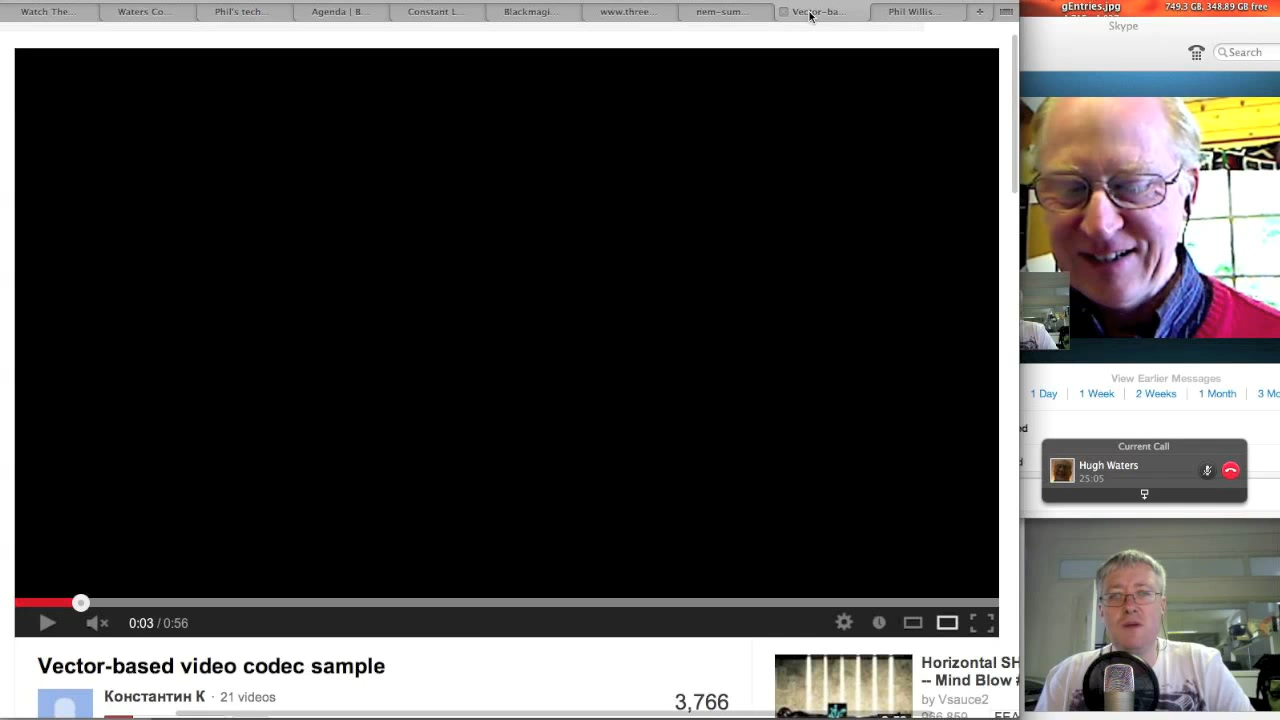 Watch The...
Waters Co...
Phil's tech...
Agenda | B...
Constant L...
Blackmagi...
www.three...
nem-sum...
Vector-ba...
Phil Willis...
gEntries.jpg
749.3 GB, 348.89 GB free
Skype
Search
View Earlier Messages
1 Day
1 Week
2 Weeks
1 Month
3 Mo
ed
d
Current Call
Hugh Waters
25:05
0:03 / 0:56
Vector-based video codec sample
Константин К · 21 videos
3,766
Horizontal SH
-- Mind Blow
by Vsauce2